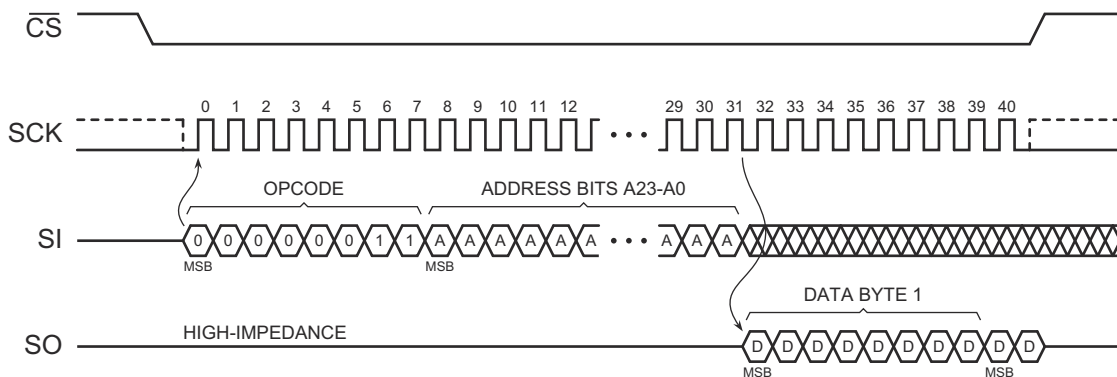 CS
0 1 2 3 4 5 6 7 8 9 10 11 12 29 30 31 32 33 34 35 36 37 38 39 40
SCK
OPCODE ADDRESS BITS A23-A0
SI 0 0 0 0 0 0 1 1 A A A A A A A A A
MSB MSB
DATA BYTE 1
HIGH-IMPEDANCE
SO D D D D D D D D D D
MSB MSB